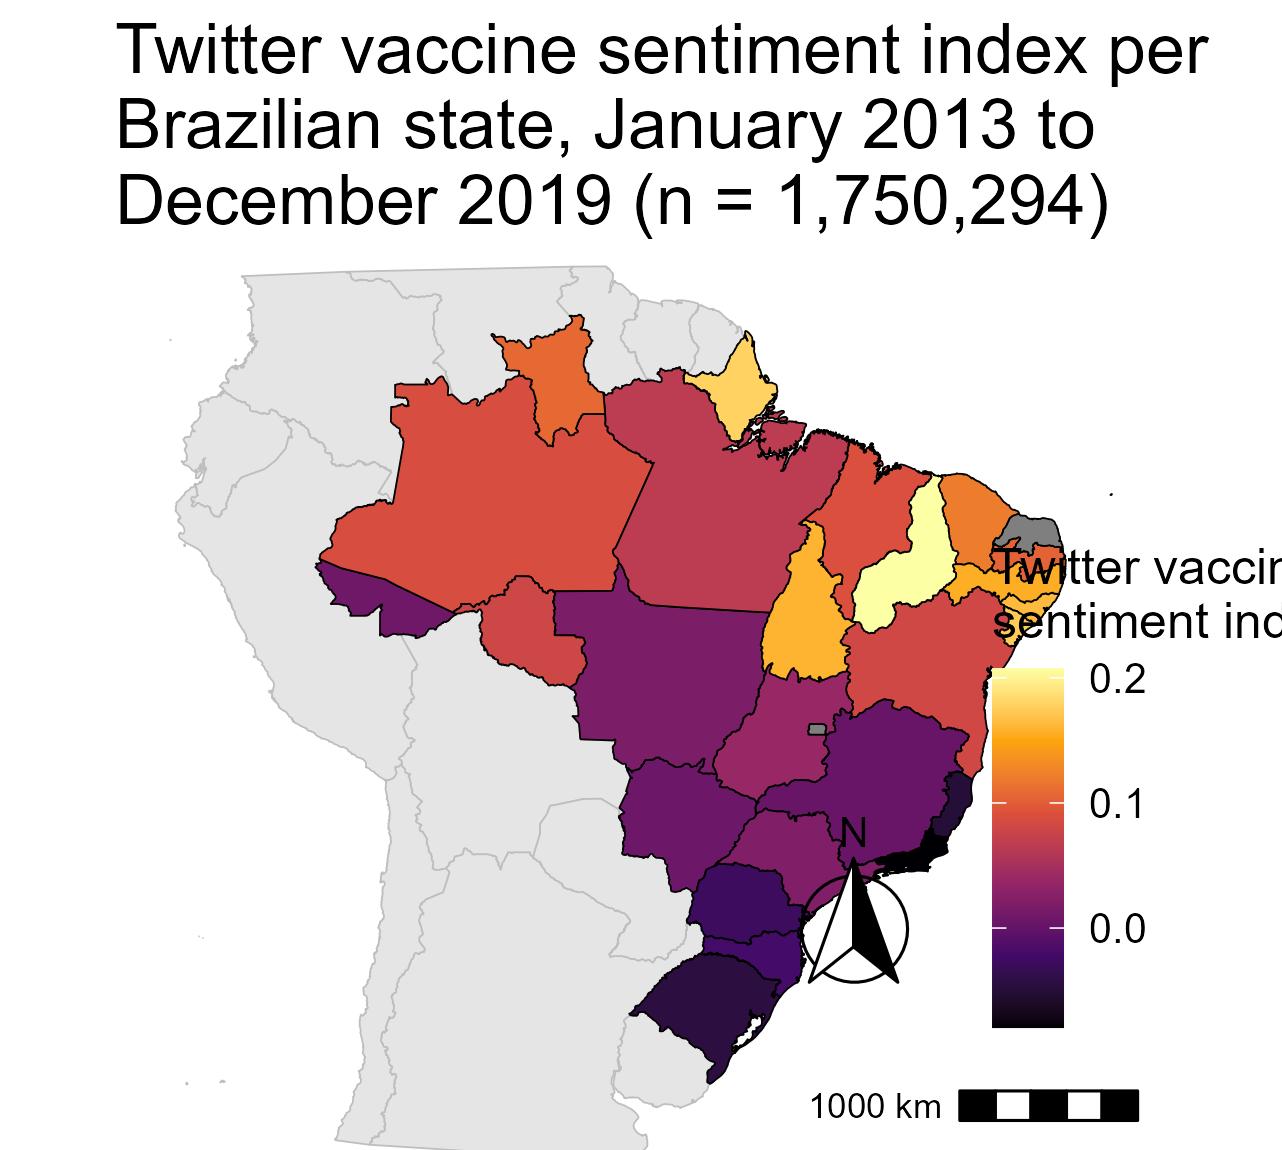 Twitter vaccine sentiment index per
Brazilian state, January 2013 to
December 2019 (n = 1,750,294)
Twitter vaccin
sentiment ind
0.2
0.1
0.0
N
1000 km